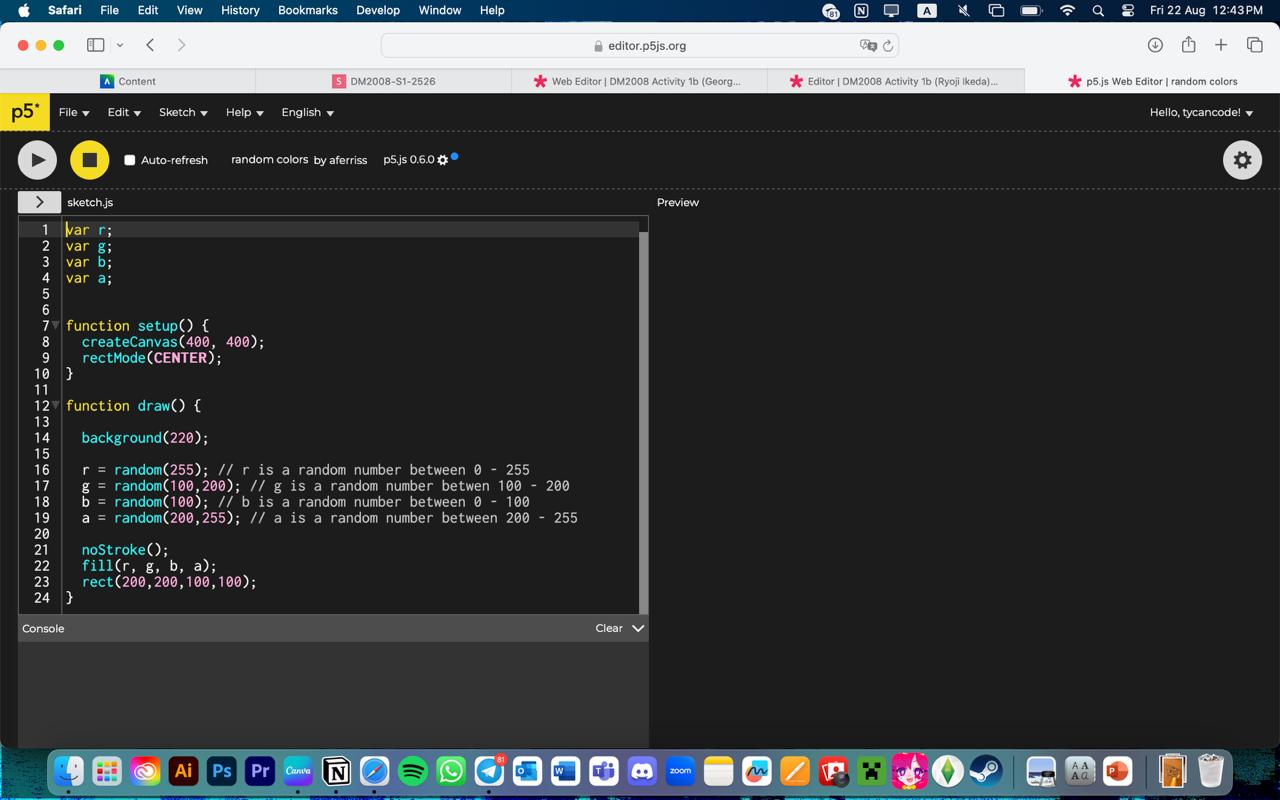 Safari File Edit View History Bookmarks Develop Window Help 81 A Fri 22 Aug 12:43 PM
editor.p5js.org
Content
S DM2008-S1-2526
Web Editor | DM2008 Activity 1b (Georg...
Editor | DM2008 Activity 1b (Ryoji Ikeda)...
p5.js Web Editor | random colors
p5* File Edit Sketch Help English Hello, tycancode!
Auto-refresh random colors by aferriss p5.js 0.6.0
sketch.js
Preview
1 var r;
2 var g;
3 var b;
4 var a;
5
6
7 function setup() {
8 createCanvas(400, 400);
9 rectMode(CENTER);
10 }
11
12 function draw() {
13
14 background(220);
15
16 r = random(255); // r is a random number between 0 - 255
17 g = random(100,200); // g is a random number betwen 100 - 200
18 b = random(100); // b is a random number between 0 - 100
19 a = random(200,255); // a is a random number between 200 - 255
20
21 noStroke();
22 fill(r, g, b, a);
23 rect(200,200,100,100);
24 }
Console Clear
Ai Ps Pr Canva N 81 zoom